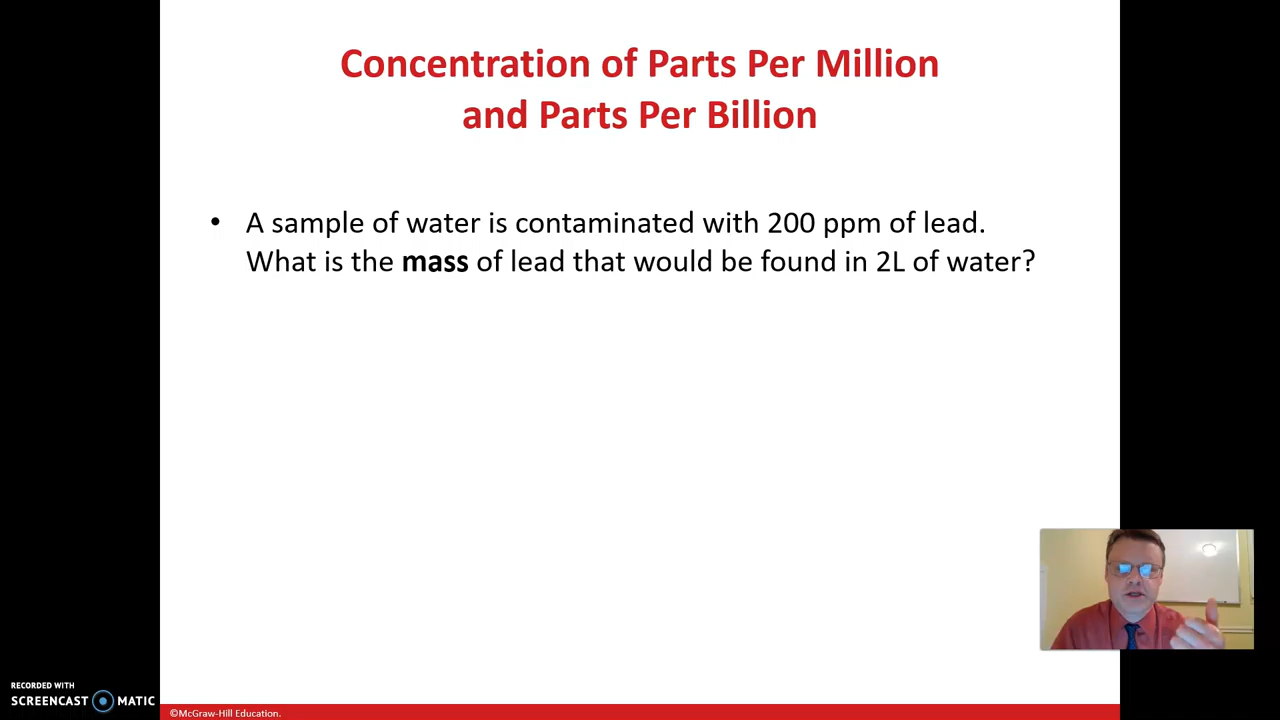 Concentration of Parts Per Million
and Parts Per Billion
• A sample of water is contaminated with 200 ppm of lead.
What is the mass of lead that would be found in 2L of water?
RECORDED WITH
SCREENCAST MATIC
©McGraw-Hill Education.